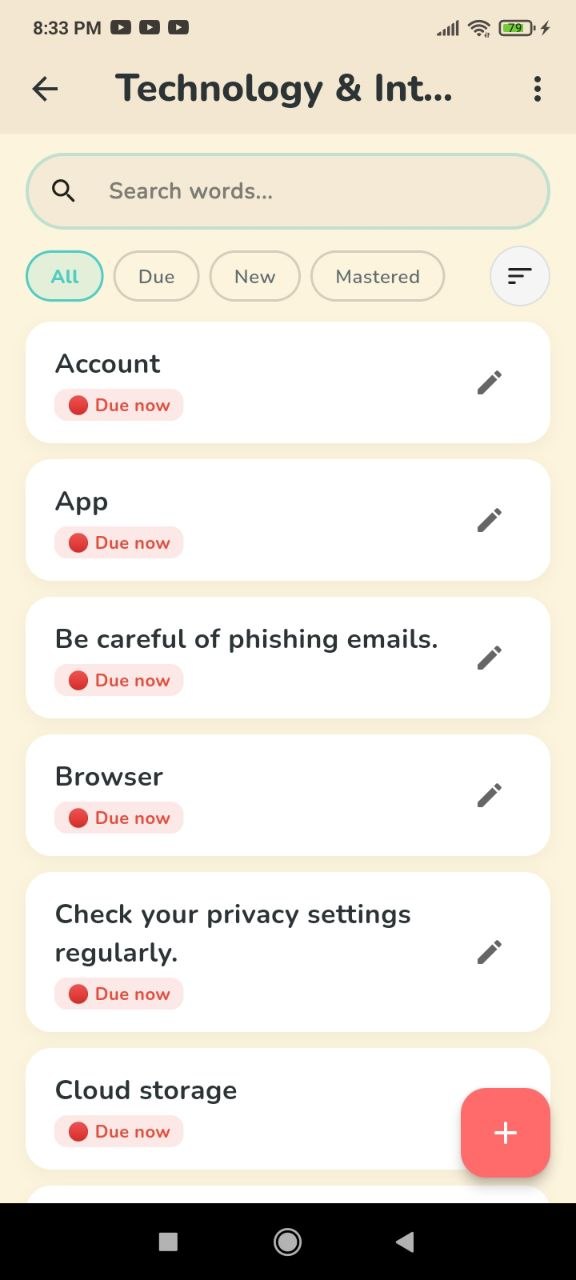 8:33 PM
79
Technology & Int...
Search words...
All
Due
New
Mastered
Account
Due now
App
Due now
Be careful of phishing emails.
Due now
Browser
Due now
Check your privacy settings
regularly.
Due now
Cloud storage
Due now